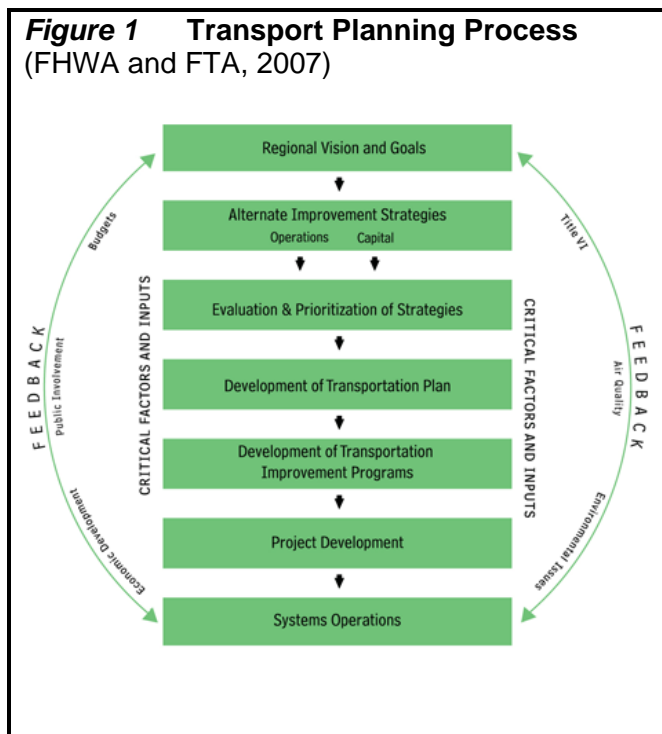 Figure 1 Transport Planning Process
(FHWA and FTA, 2007)
Regional Vision and Goals
Alternate Improvement Strategies
Operations Capital
Evaluation & Prioritization of Strategies
Development of Transportation Plan
Development of Transportation
Improvement Programs
Project Development
Systems Operations
FEEDBACK
Budgets
Public Involvement
Economic Development
CRITICAL FACTORS AND INPUTS
CRITICAL FACTORS AND INPUTS
Title VI
Air Quality
Environmental Issues
FEEDBACK